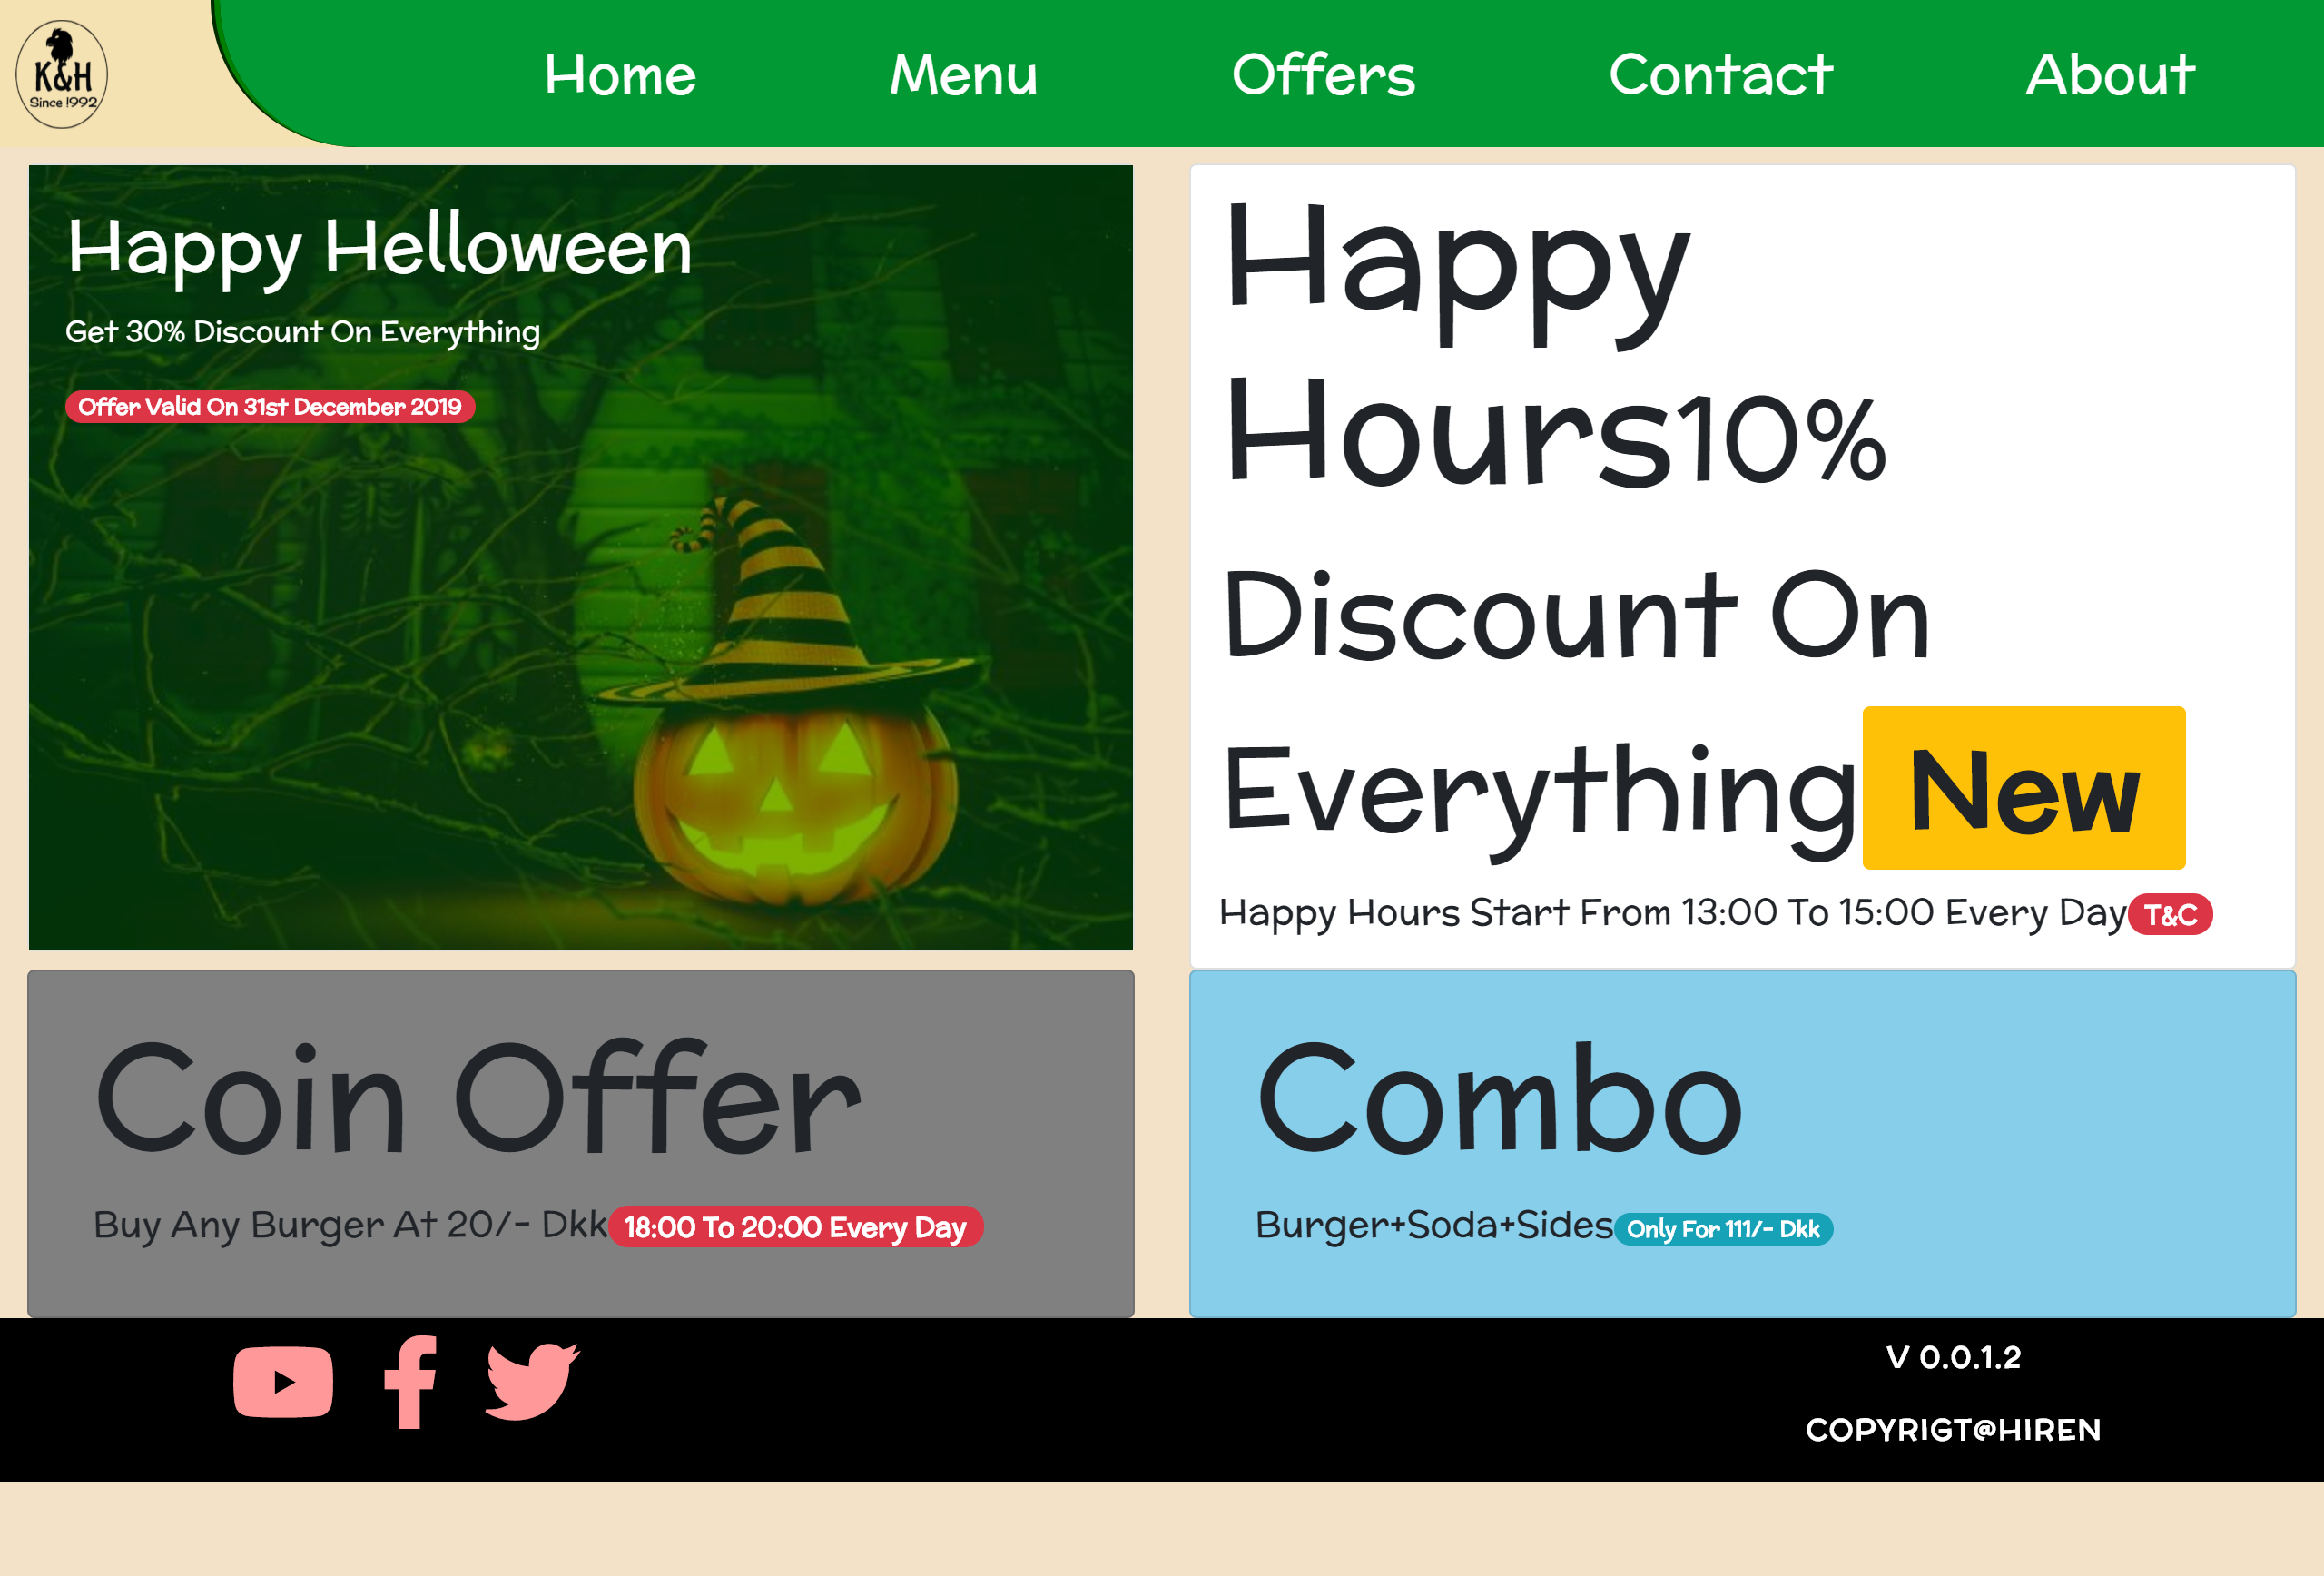 K&H
Since 1992
Home Menu Offers Contact About
Happy Helloween
Get 30% Discount On Everything
Offer Valid On 31st December 2019
Happy
Hours10%
Discount On
Everything New
Happy Hours Start From 13:00 To 15:00 Every Day T&C
Coin Offer
Buy Any Burger At 20/- Dkk 18:00 To 20:00 Every Day
Combo
Burger+Soda+Sides Only For 111/- Dkk
V 0.0.1.2
COPYRIGT@HIREN